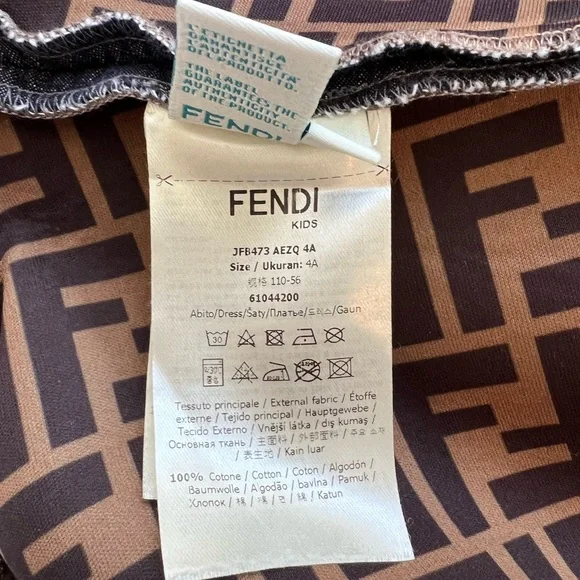 L'ETICHETTA
GARANTISCE
L'AUTENTICITA'
DEL PRODOTTO.
THE LABEL
GUARANTEES THE
AUTHENTICITY
OF THE PRODUCT.
FENDI
FENDI
KIDS
JFB473 AEZQ 4A
Size / Ukuran: 4A
规格 110-56
61044200
Abito/Dress/Šaty/Платье/드레스/Gaun
30
Tessuto principale / External fabric / Étoffe
externe / Tejido principal / Hauptgewebe /
Tecido Externo / Vnější látka / dış kumaş /
Основная ткань / 主面料 / 外部面料 / 주요 소재
/ 表生地 / Kain luar
100% Cotone / Cotton / Coton / Algodón /
Baumwolle / Algodão / bavlna / Pamuk /
Хлопок / 棉 / 棉 / 면 / 綿 / Katun